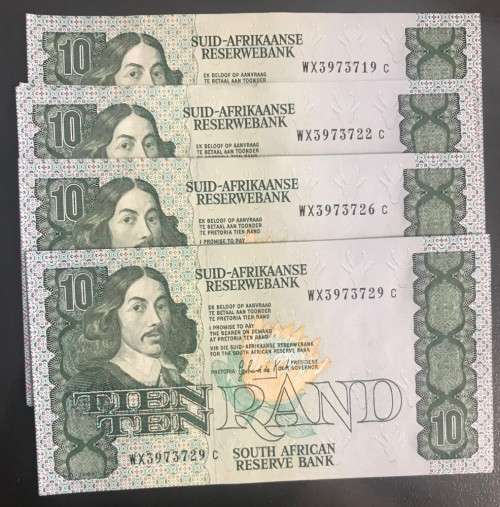 10
SUID-AFRIKAANSE
RESERWEBANK
WX3973719 C
EK BELOOF OP AANVRAAG
TE BETAAL AAN TOONDER
10
SUID-AFRIKAANSE
RESERWEBANK
WX3973722 C
EK BELOOF OP AANVRAAG
TE BETAAL AAN TOONDER
10
SUID-AFRIKAANSE
RESERWEBANK
WX3973726 C
EK BELOOF OP AANVRAAG
TE BETAAL AAN TOONDER
TE PRETORIA TIEN RAND
I PROMISE TO PAY
10
SUID-AFRIKAANSE
RESERWEBANK
WX3973729 C
EK BELOOF OP AANVRAAG
TE BETAAL AAN TOONDER
TE PRETORIA TIEN RAND
I PROMISE TO PAY
THE BEARER ON DEMAND
AT PRETORIA TEN RAND
VIR DIE SUID-AFRIKAANSE RESERWEBANK
FOR THE SOUTH AFRICAN RESERVE BANK
PRETORIA
PRESIDENT
GOVERNOR
TIEN
TEN
RAND
10
WX3973729 C
SOUTH AFRICAN
RESERVE BANK